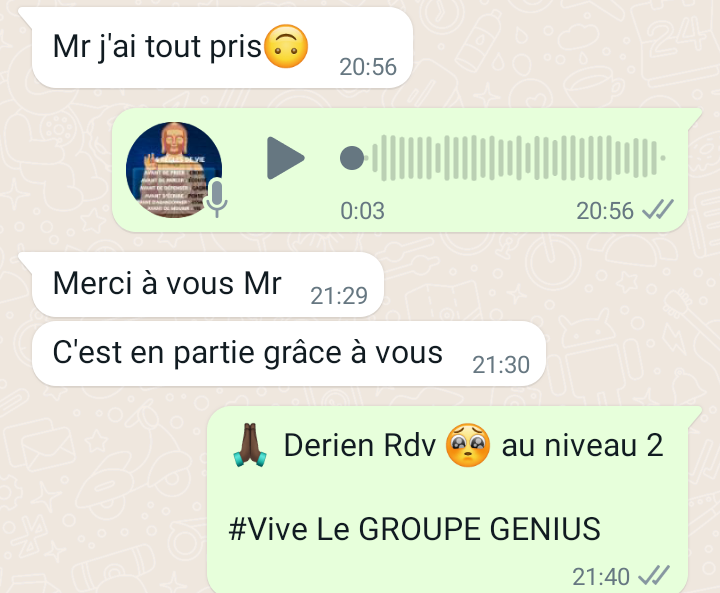 Mr j'ai tout pris🙃
20:56
0:03
20:56
Merci à vous Mr
21:29
C'est en partie grâce à vous
21:30
🙏🏿 Derien Rdv 🥺 au niveau 2
#Vive Le GROUPE GENIUS
21:40